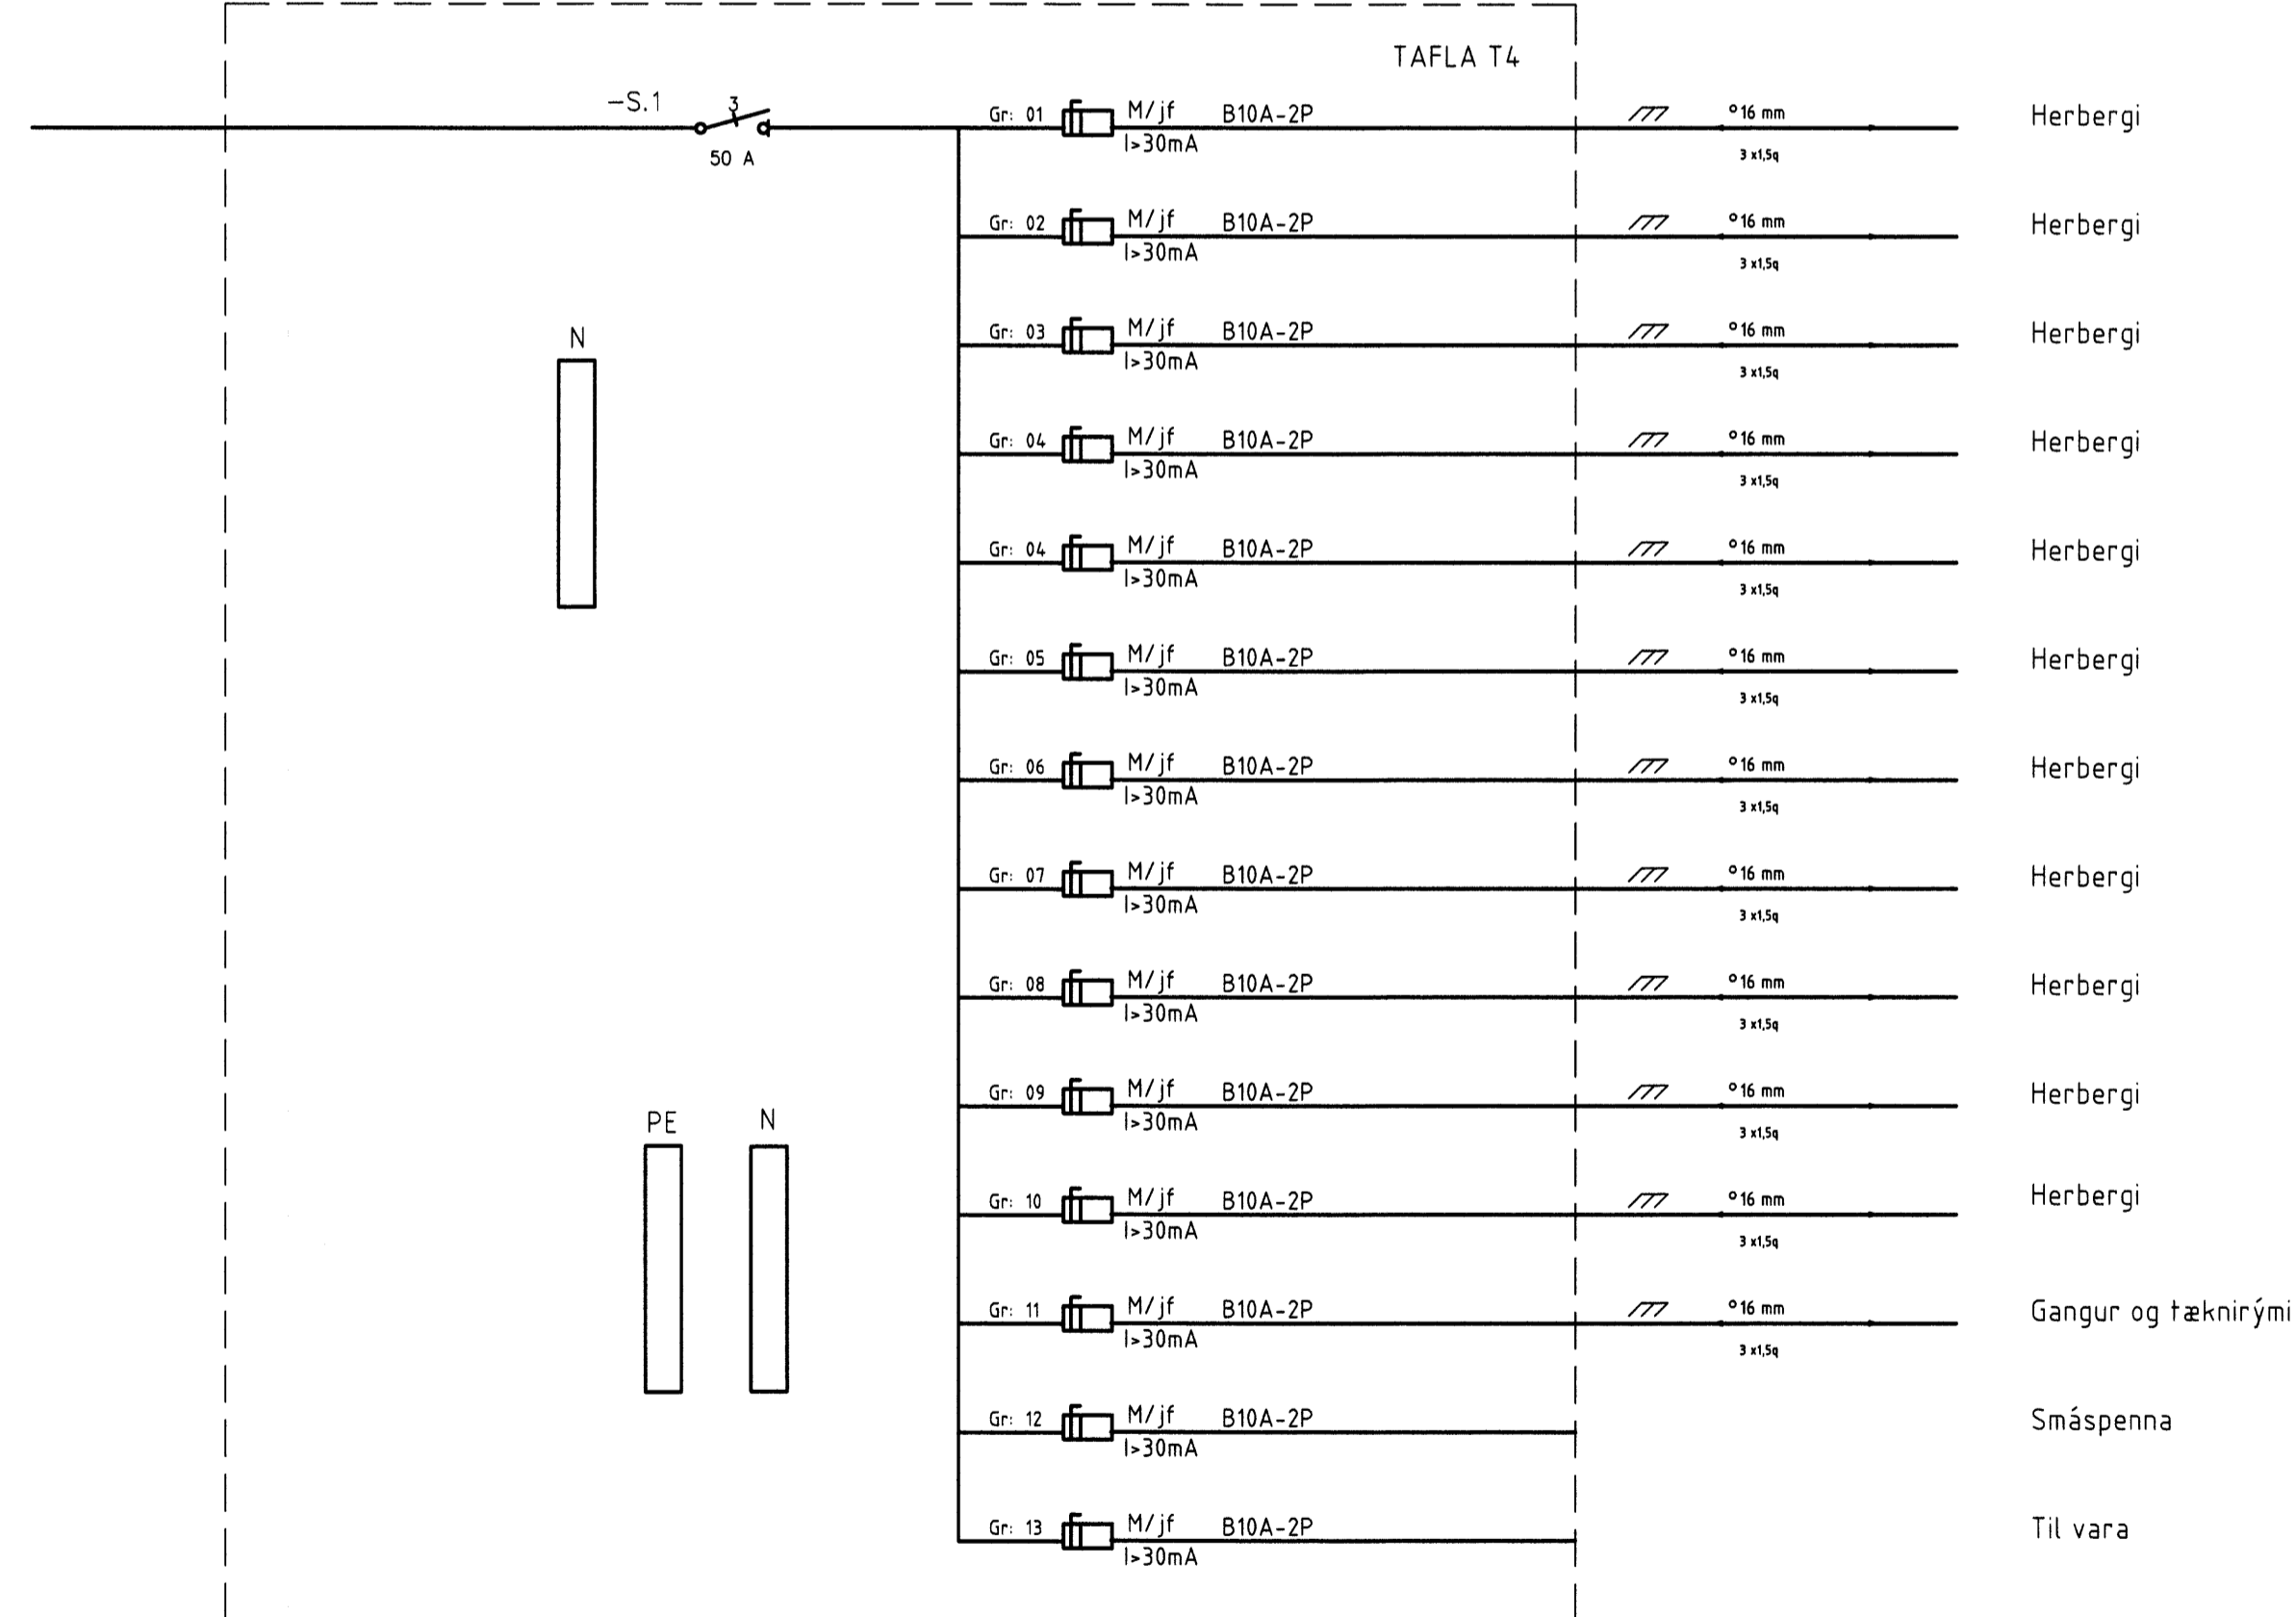 TAFLA T4
-S.1
3
50 A
N
PE
N
Gr: 01 M/jf B10A-2P °16 mm Herbergi
I>30mA 3 x1,5q
Gr: 02 M/jf B10A-2P °16 mm Herbergi
I>30mA 3 x1,5q
Gr: 03 M/jf B10A-2P °16 mm Herbergi
I>30mA 3 x1,5q
Gr: 04 M/jf B10A-2P °16 mm Herbergi
I>30mA 3 x1,5q
Gr: 04 M/jf B10A-2P °16 mm Herbergi
I>30mA 3 x1,5q
Gr: 05 M/jf B10A-2P °16 mm Herbergi
I>30mA 3 x1,5q
Gr: 06 M/jf B10A-2P °16 mm Herbergi
I>30mA 3 x1,5q
Gr: 07 M/jf B10A-2P °16 mm Herbergi
I>30mA 3 x1,5q
Gr: 08 M/jf B10A-2P °16 mm Herbergi
I>30mA 3 x1,5q
Gr: 09 M/jf B10A-2P °16 mm Herbergi
I>30mA 3 x1,5q
Gr: 10 M/jf B10A-2P °16 mm Herbergi
I>30mA 3 x1,5q
Gr: 11 M/jf B10A-2P °16 mm Gangur og tæknirými
I>30mA 3 x1,5q
Gr: 12 M/jf B10A-2P Smáspenna
I>30mA
Gr: 13 M/jf B10A-2P Til vara
I>30mA